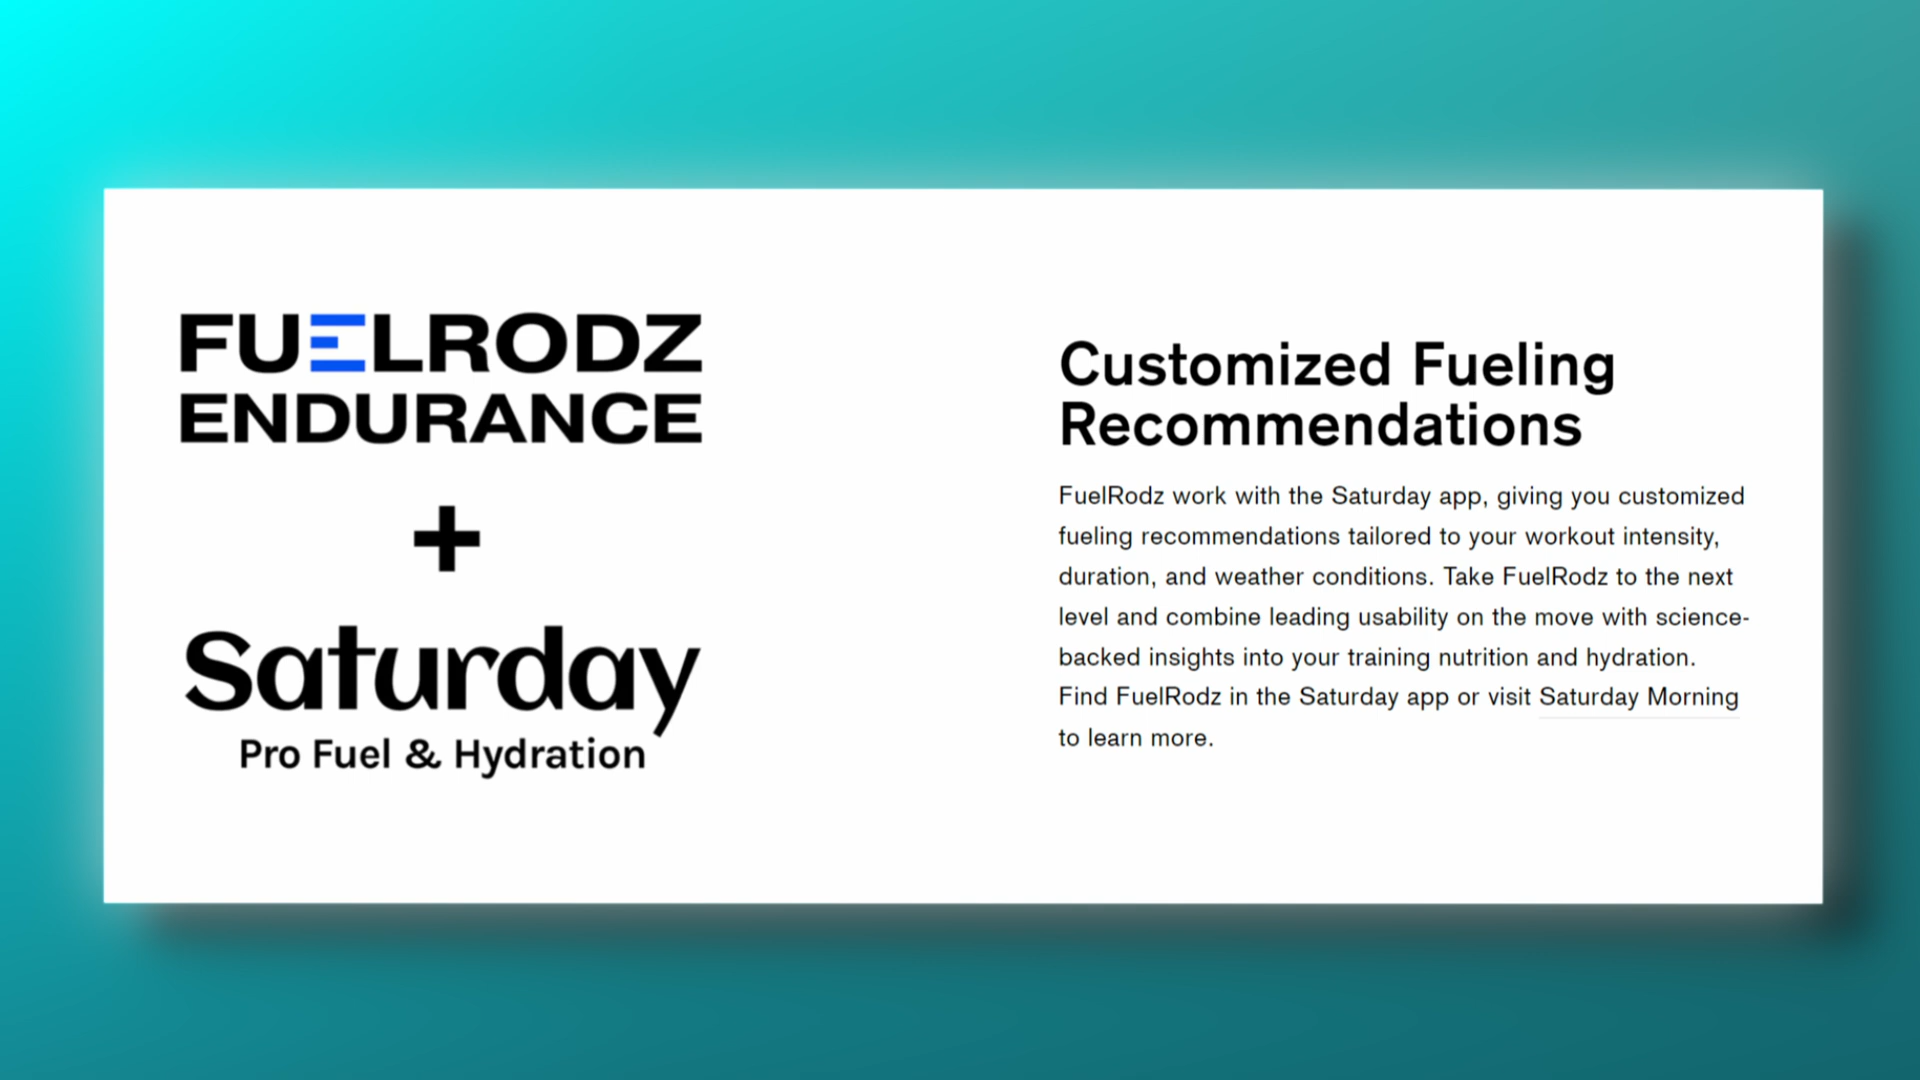 FUELRODZ
ENDURANCE
+
Saturday
Pro Fuel & Hydration
Customized Fueling
Recommendations
FuelRodz work with the Saturday app, giving you customized
fueling recommendations tailored to your workout intensity,
duration, and weather conditions. Take FuelRodz to the next
level and combine leading usability on the move with science-
backed insights into your training nutrition and hydration.
Find FuelRodz in the Saturday app or visit Saturday Morning
to learn more.